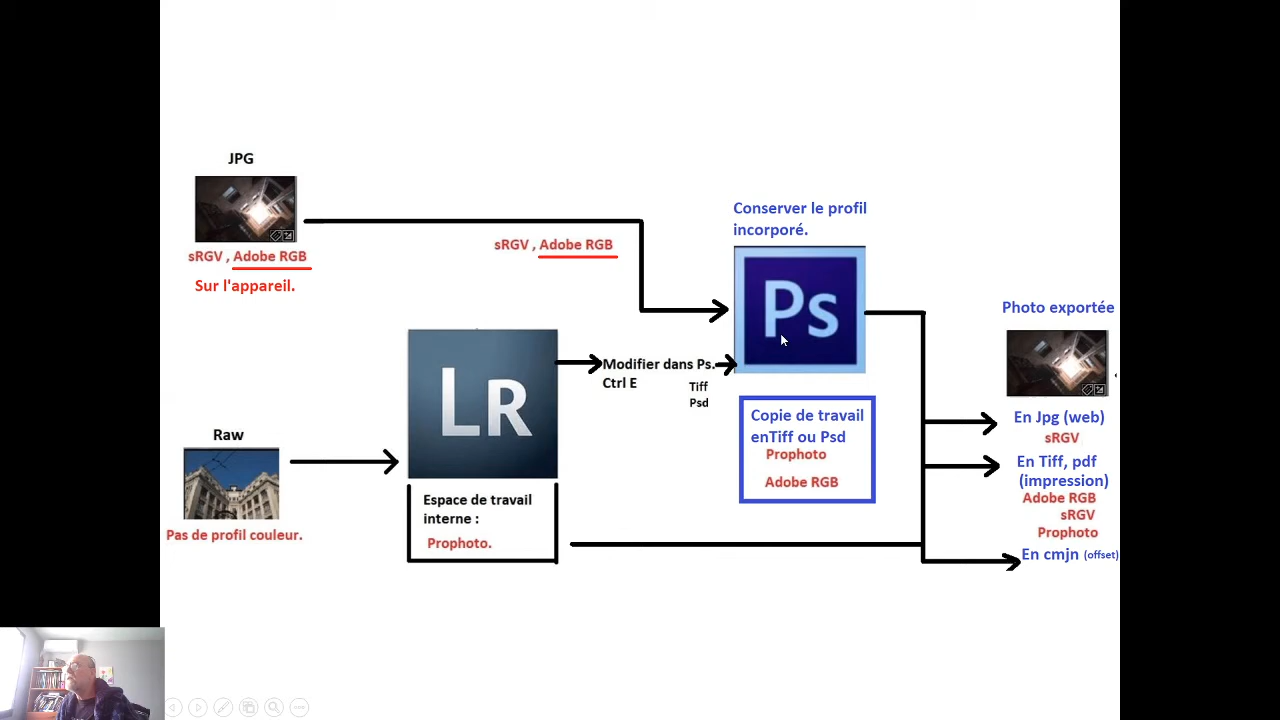 JPG
sRGV , Adobe RGB
Sur l'appareil.
sRGV , Adobe RGB
Conserver le profil
incorporé.
Ps
Photo exportée
LR
Modifier dans Ps.
Ctrl E
Tiff
Psd
Copie de travail
enTiff ou Psd
Prophoto
Adobe RGB
En Jpg (web)
sRGV
En Tiff, pdf
(impression)
Adobe RGB
sRGV
Prophoto
En cmjn (offset)
Raw
Pas de profil couleur.
Espace de travail
interne :
Prophoto.